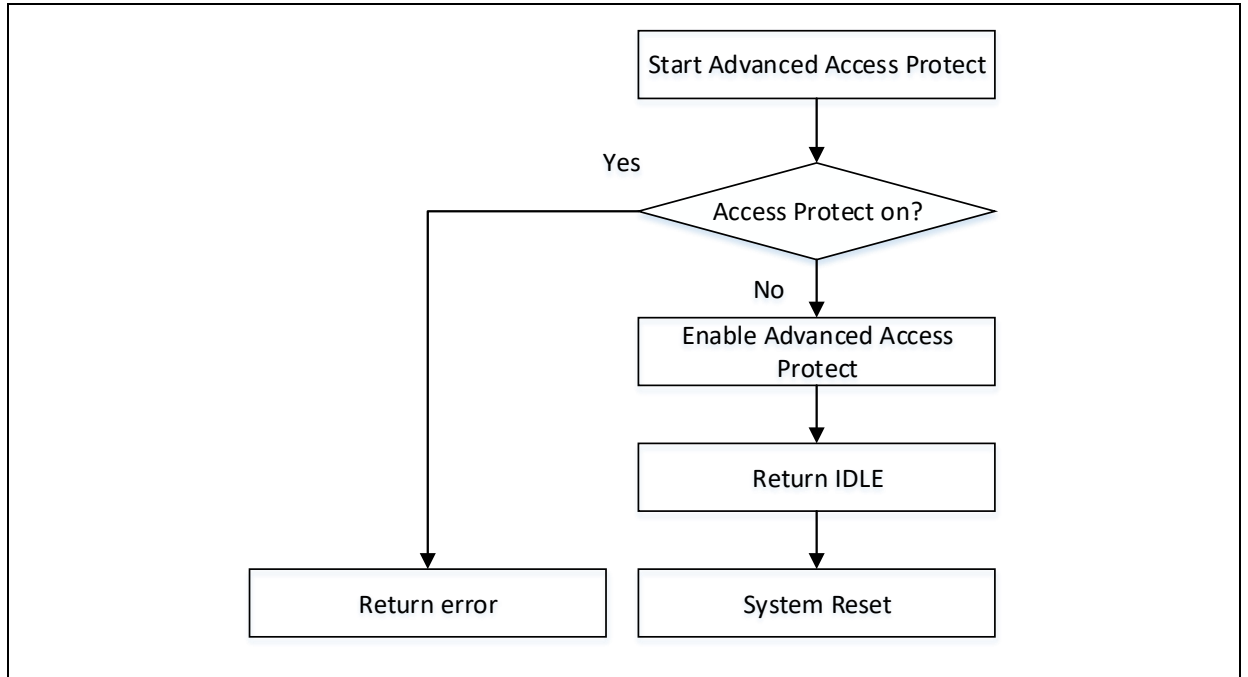 Start Advanced Access Protect
Yes
Access Protect on?
No
Enable Advanced Access
Protect
Return IDLE
Return error
System Reset